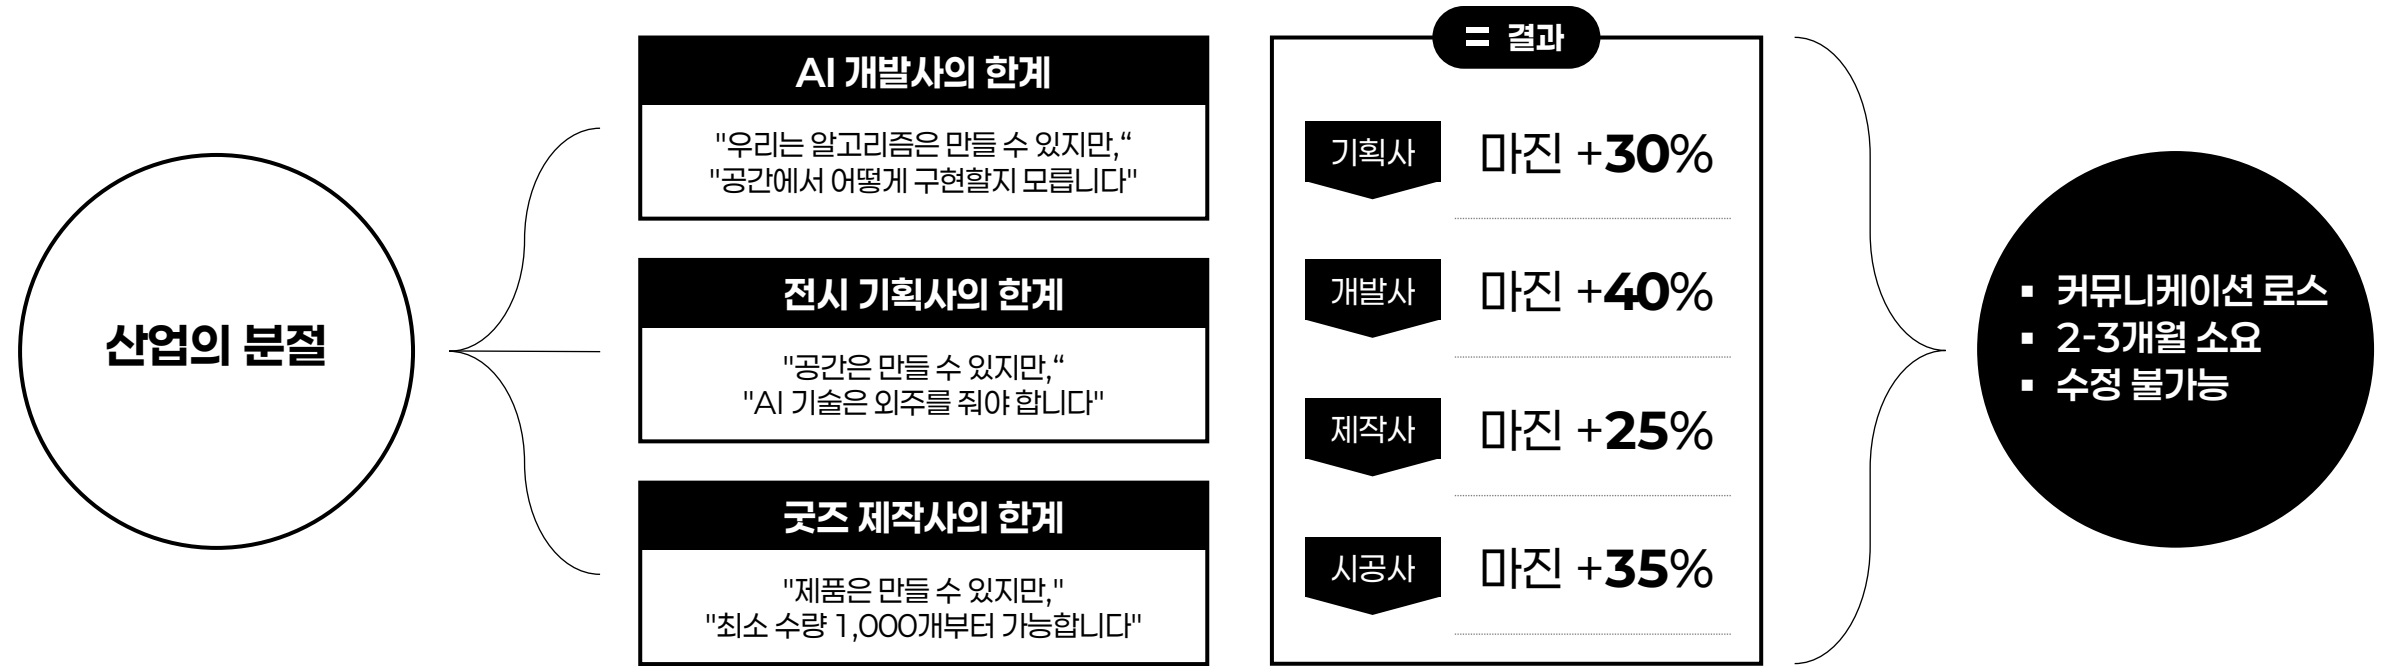 산업의 분절
AI 개발사의 한계
"우리는 알고리즘은 만들 수 있지만,“
"공간에서 어떻게 구현할지 모릅니다"
전시 기획사의 한계
"공간은 만들 수 있지만,“
"AI 기술은 외주를 줘야 합니다"
굿즈 제작사의 한계
"제품은 만들 수 있지만,"
"최소 수량 1,000개부터 가능합니다"
= 결과
기획사 마진 +30%
개발사 마진 +40%
제작사 마진 +25%
시공사 마진 +35%
▪ 커뮤니케이션 로스
▪ 2-3개월 소요
▪ 수정 불가능